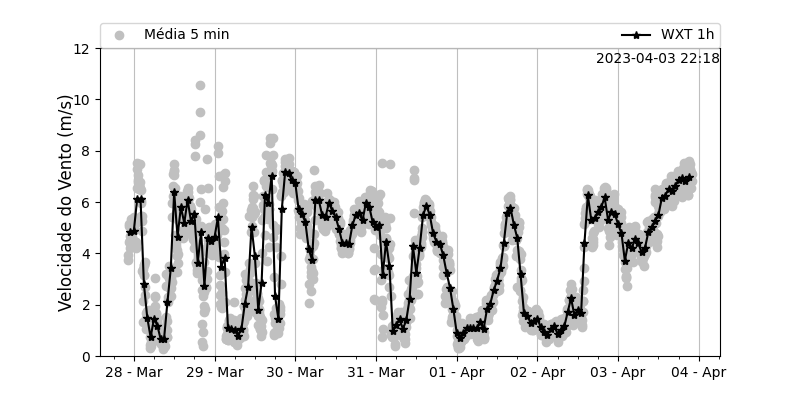 Média 5 min
WXT 1h
2023-04-03 22:18
Velocidade do Vento (m/s)
12
10
8
6
4
2
0
28 - Mar
29 - Mar
30 - Mar
31 - Mar
01 - Apr
02 - Apr
03 - Apr
04 - Apr